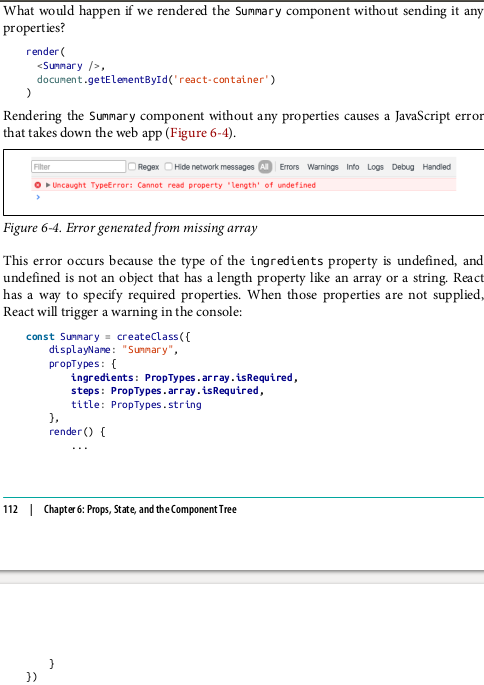 What would happen if we rendered the Summary component without sending it any
properties?
render(
<Summary />,
document.getElementById('react-container')
)
Rendering the Summary component without any properties causes a JavaScript error
that takes down the web app (Figure 6-4).
Filter Regex Hide network messages All Errors Warnings Info Logs Debug Handled
Uncaught TypeError: Cannot read property 'length' of undefined
Figure 6-4. Error generated from missing array
This error occurs because the type of the ingredients property is undefined, and
undefined is not an object that has a length property like an array or a string. React
has a way to specify required properties. When those properties are not supplied,
React will trigger a warning in the console:
const Summary = createClass({
displayName: "Summary",
propTypes: {
ingredients: PropTypes.array.isRequired,
steps: PropTypes.array.isRequired,
title: PropTypes.string
},
render() {
...
112 | Chapter 6: Props, State, and the Component Tree
}
})